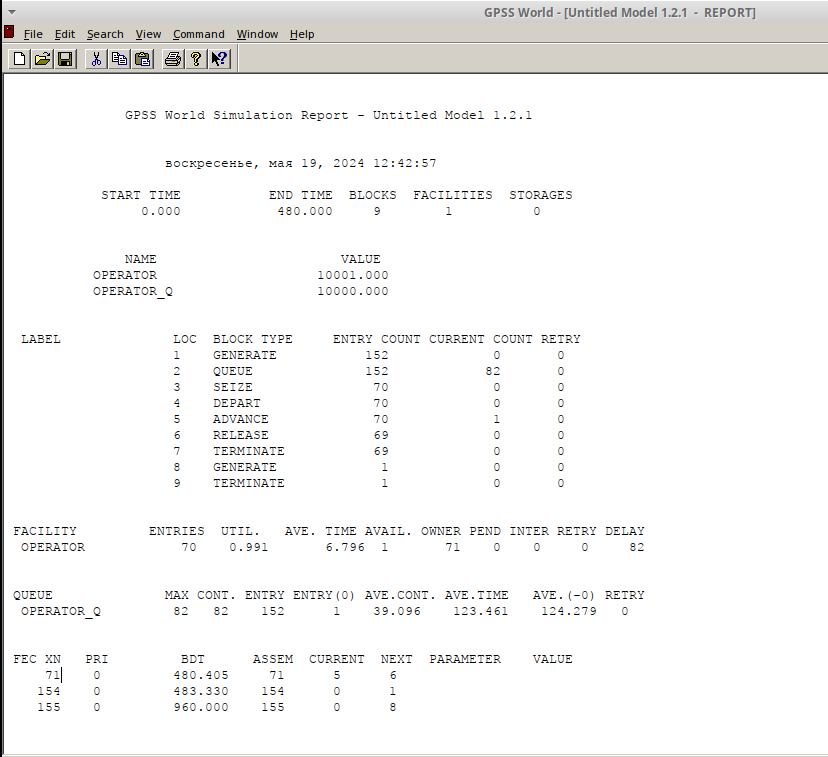 GPSS World - [Untitled Model 1.2.1 - REPORT]
File Edit Search View Command Window Help
GPSS World Simulation Report - Untitled Model 1.2.1
воскресенье, мая 19, 2024 12:42:57
START TIME END TIME BLOCKS FACILITIES STORAGES
0.000 480.000 9 1 0
NAME VALUE
OPERATOR 10001.000
OPERATOR_Q 10000.000
LABEL LOC BLOCK TYPE ENTRY COUNT CURRENT COUNT RETRY
1 GENERATE 152 0 0
2 QUEUE 152 82 0
3 SEIZE 70 0 0
4 DEPART 70 0 0
5 ADVANCE 70 1 0
6 RELEASE 69 0 0
7 TERMINATE 69 0 0
8 GENERATE 1 0 0
9 TERMINATE 1 0 0
FACILITY ENTRIES UTIL. AVE. TIME AVAIL. OWNER PEND INTER RETRY DELAY
OPERATOR 70 0.991 6.796 1 71 0 0 0 82
QUEUE MAX CONT. ENTRY ENTRY(0) AVE.CONT. AVE.TIME AVE.(-0) RETRY
OPERATOR_Q 82 82 152 1 39.096 123.461 124.279 0
FEC XN PRI BDT ASSEM CURRENT NEXT PARAMETER VALUE
71 0 480.405 71 5 6
154 0 483.330 154 0 1
155 0 960.000 155 0 8